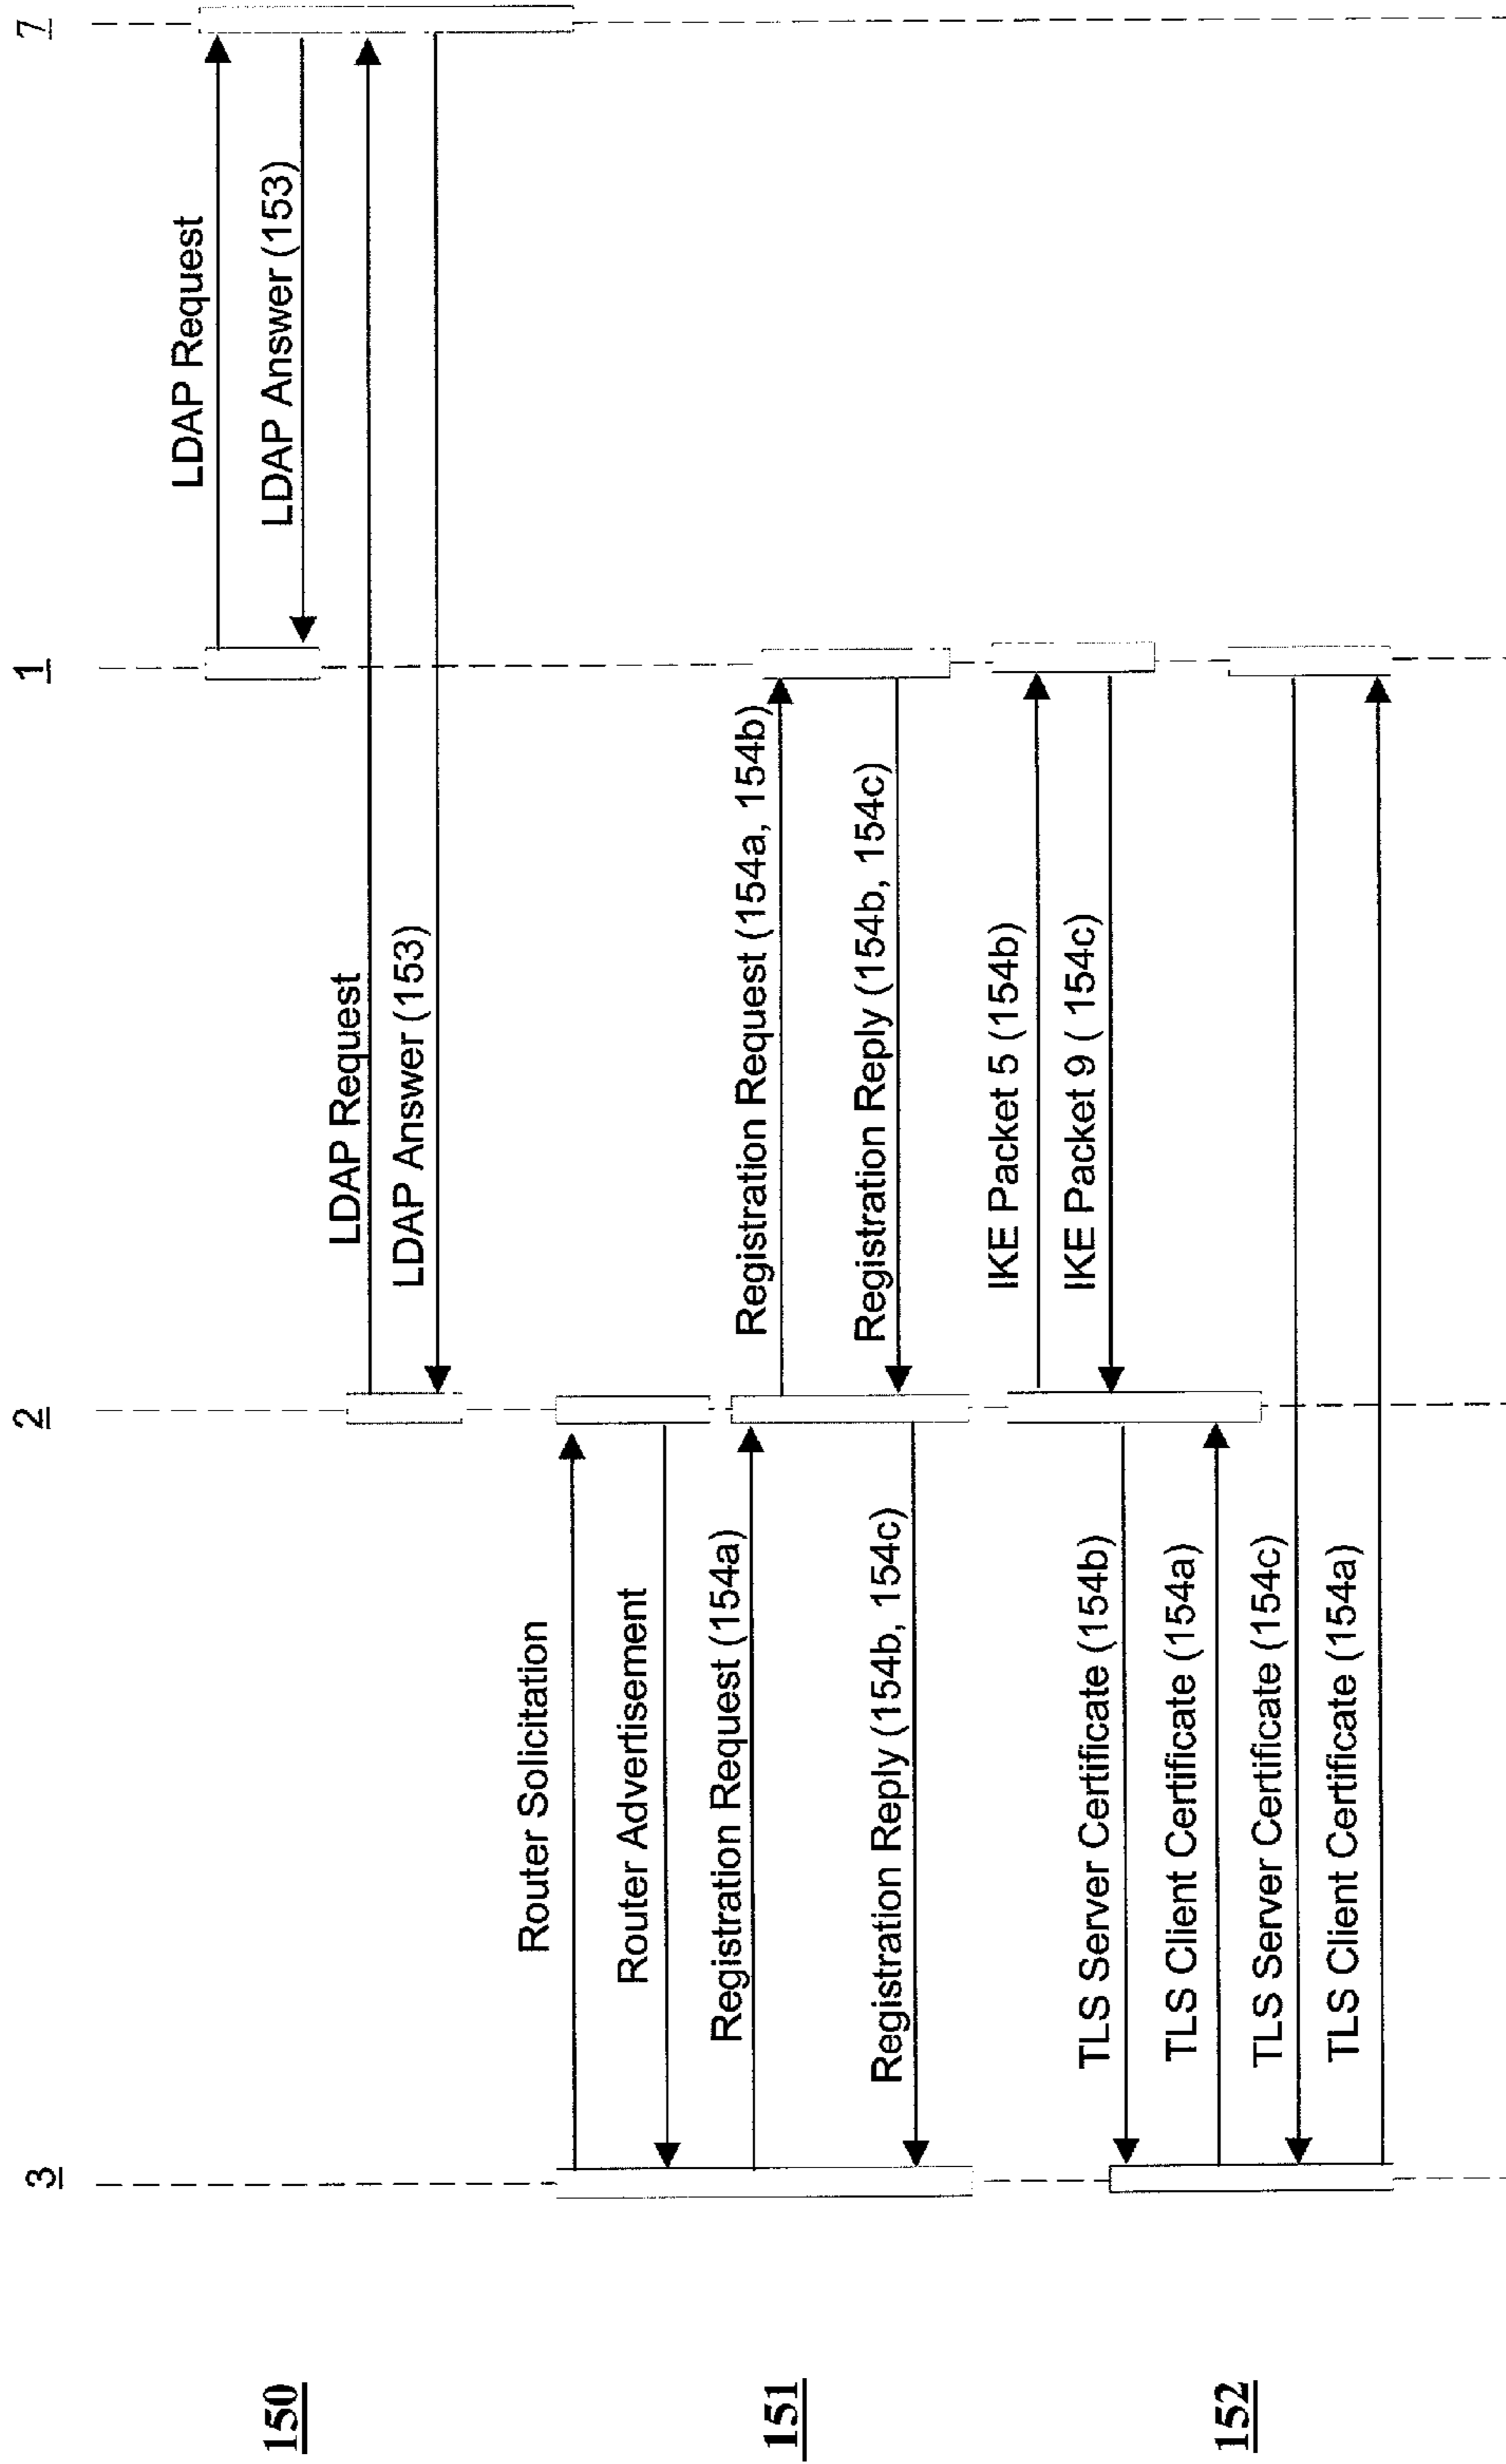 3
2
1
7
150
LDAP Request
LDAP Answer (153)
LDAP Request
LDAP Answer (153)
Router Solicitation
Router Advertisement
151
Registration Request (154a)
Registration Request (154a, 154b)
Registration Reply (154b, 154c)
Registration Reply (154b, 154c)
IKE Packet 5 (154b)
IKE Packet 9 ( 154c)
152
TLS Server Certificate (154b)
TLS Client Certificate (154a)
TLS Server Certificate (154c)
TLS Client Certificate (154a)